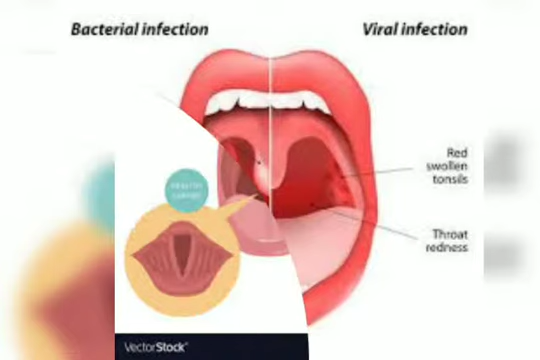 Bacterial infection
Viral infection
Red
swollen
tonsils
Throat
redness
VectorStock®